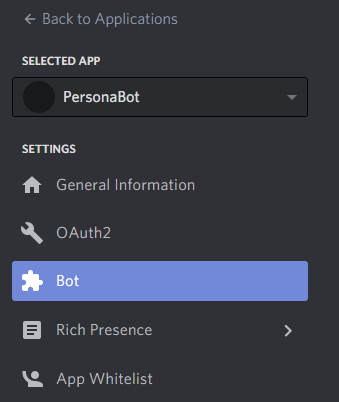 Back to Applications
SELECTED APP
PersonaBot
SETTINGS
General Information
OAuth2
Bot
Rich Presence
App Whitelist